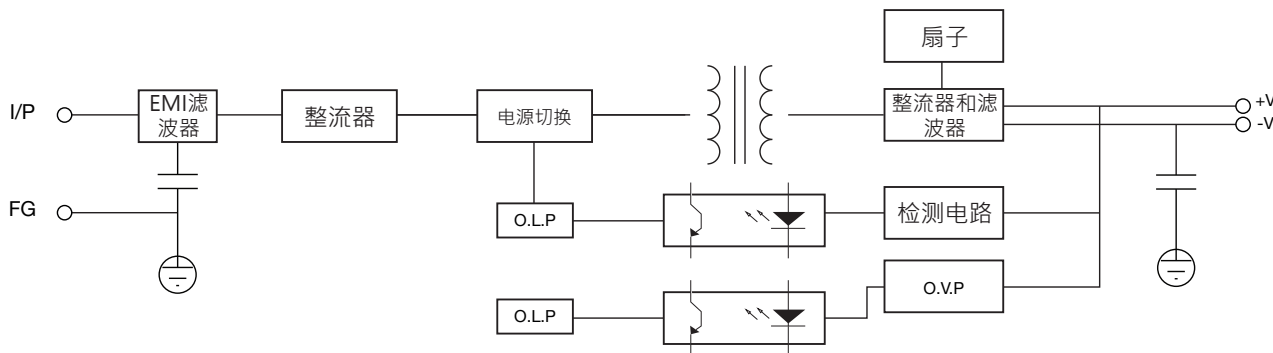 扇子
I/P
EMI滤
波器
整流器
电源切换
整流器和滤
波器
+V
-V
FG
O.L.P
检测电路
O.L.P
O.V.P